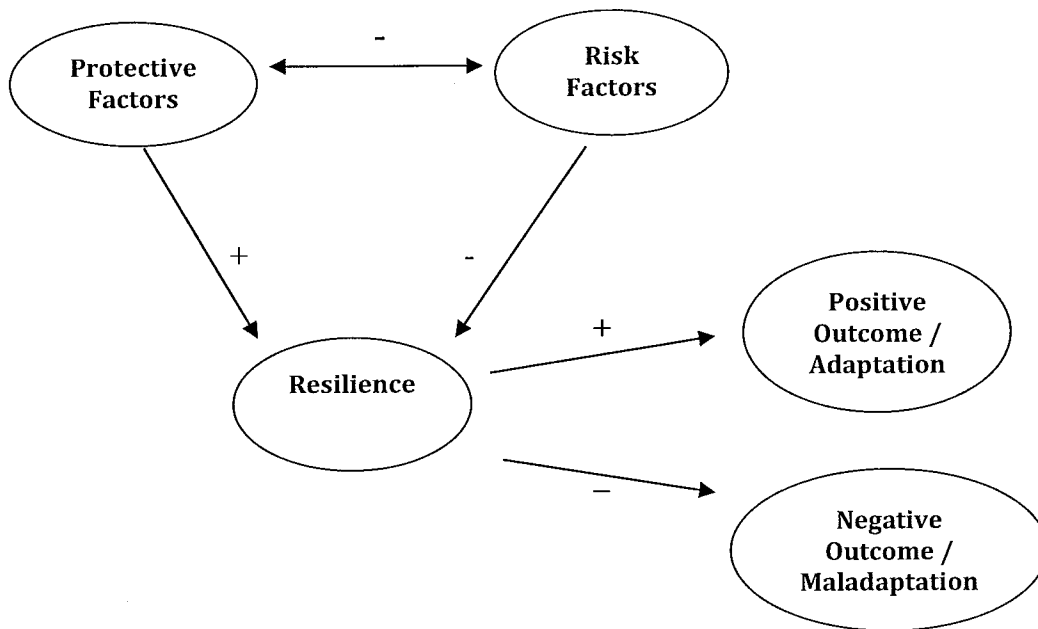 -
Protective
Factors
Risk
Factors
+
-
Resilience
+
Positive
Outcome /
Adaptation
–
Negative
Outcome /
Maladaptation